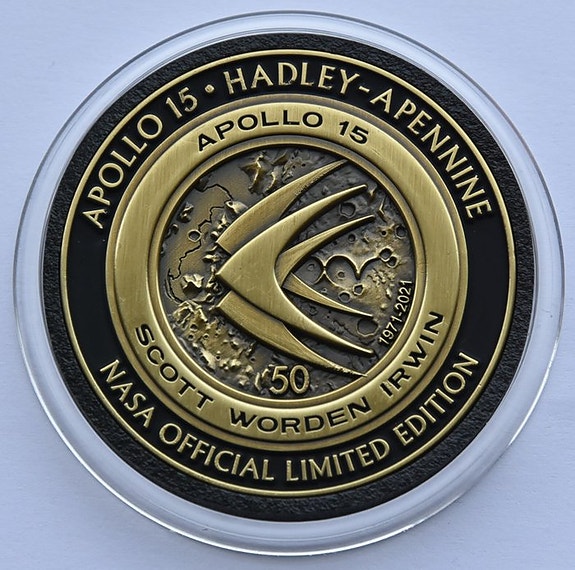 APOLLO 15 • HADLEY-APENNINE
APOLLO 15
1971-2021
50
SCOTT WORDEN IRWIN
NASA OFFICIAL LIMITED EDITION